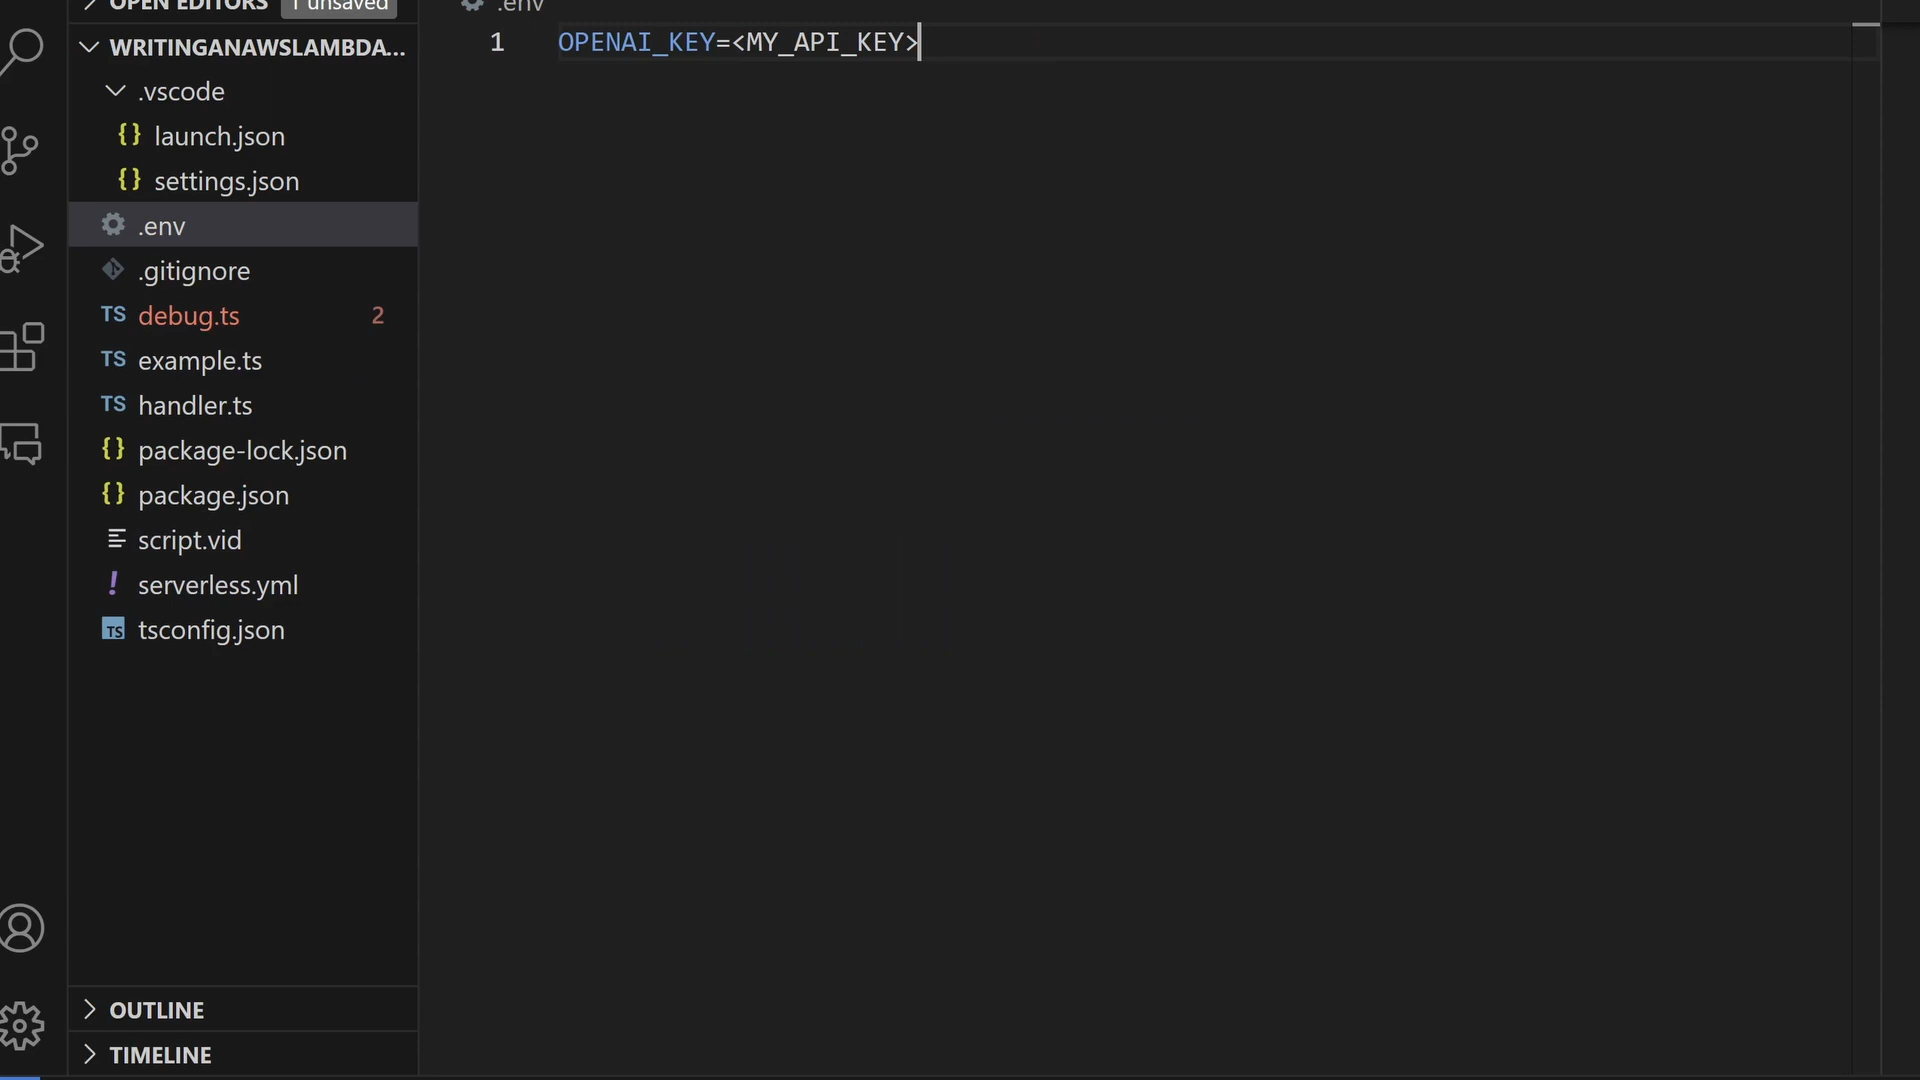 OPEN EDITORS 1 unsaved
WRITINGANAWSLAMBDA...
.vscode
{} launch.json
{} settings.json
.env
.gitignore
TS debug.ts 2
TS example.ts
TS handler.ts
{} package-lock.json
{} package.json
script.vid
! serverless.yml
TS tsconfig.json
OUTLINE
TIMELINE
.env
1 OPENAI_KEY=<MY_API_KEY>